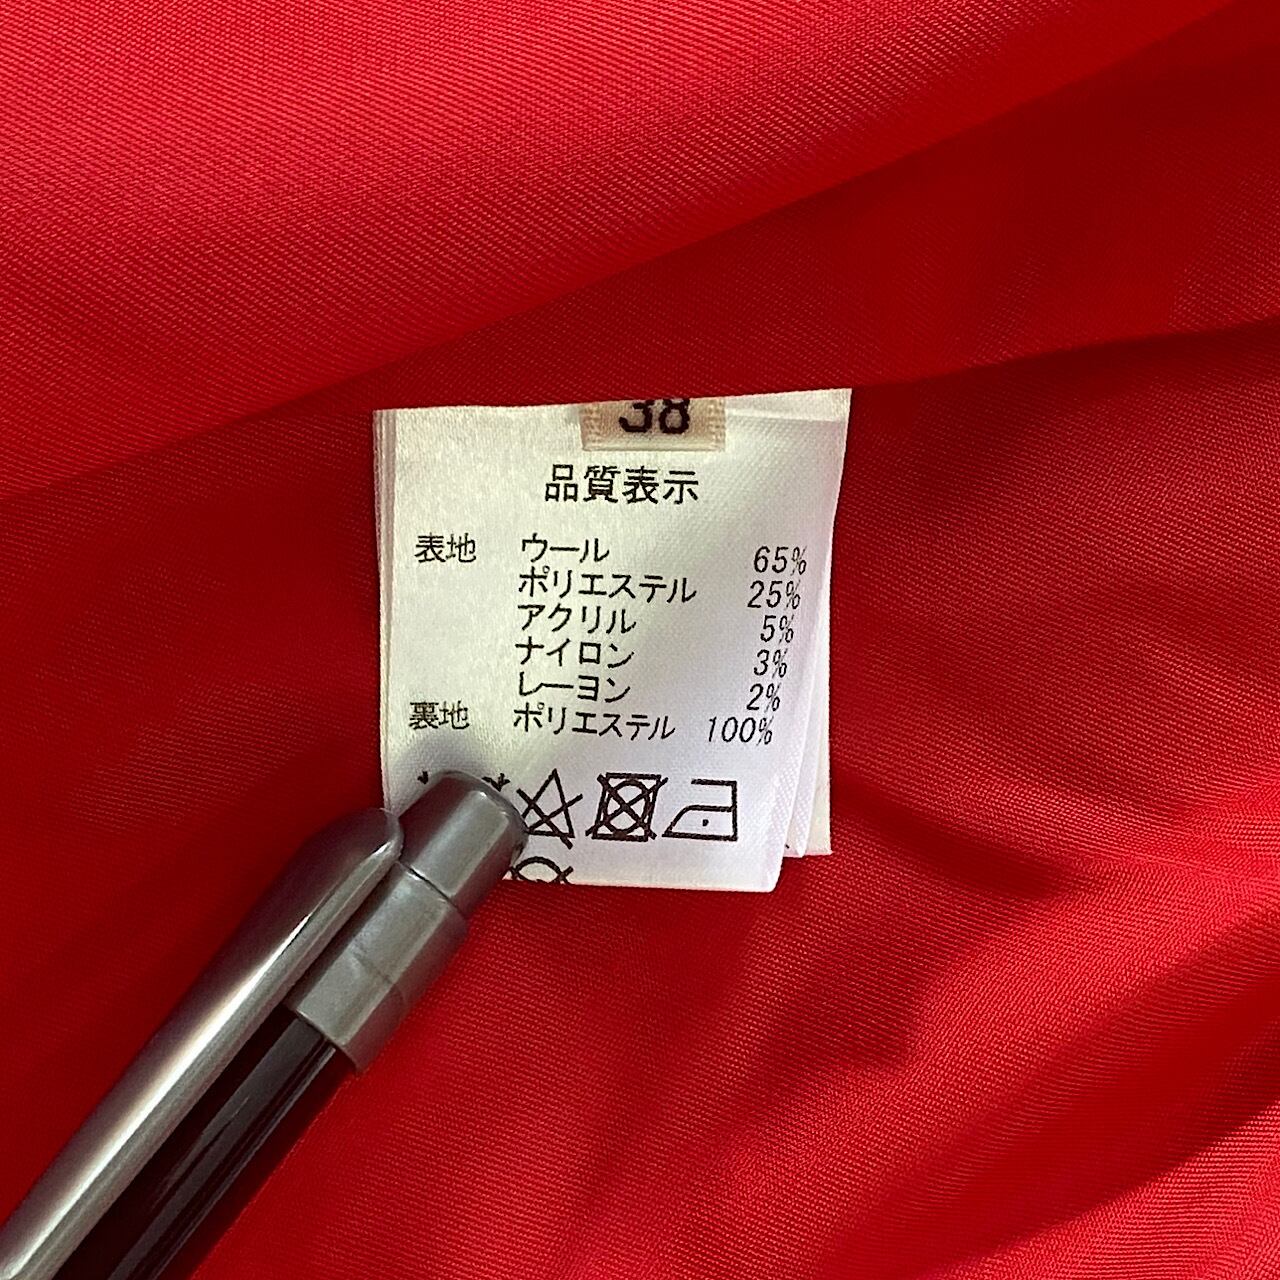 38
品質表示
表地 ウール 65%
ポリエステル 25%
アクリル 5%
ナイロン 3%
レーヨン 2%
裏地 ポリエステル 100%